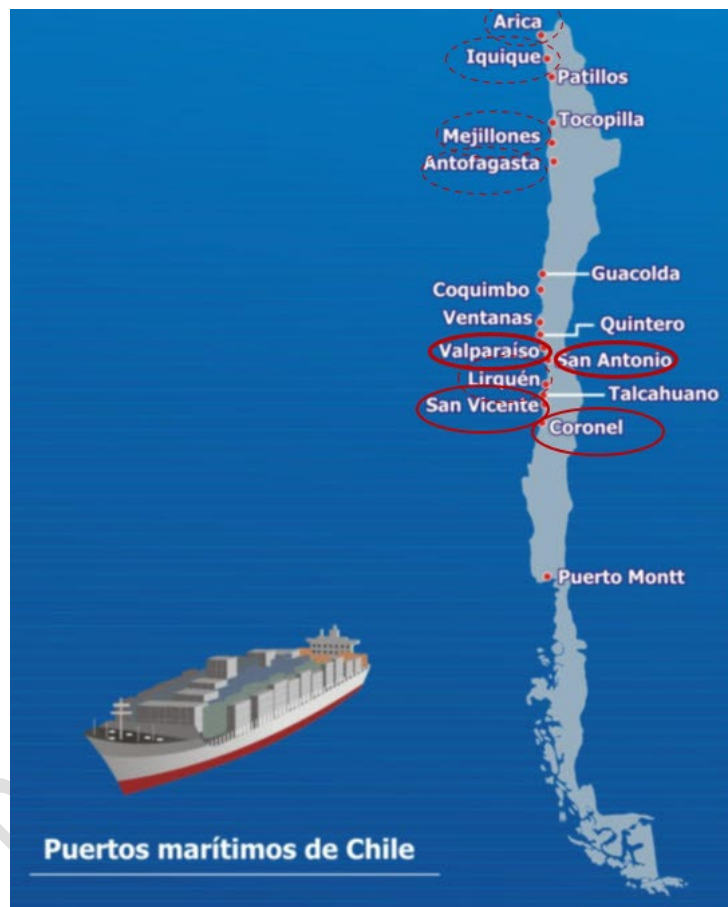 Arica
Iquique
Patillos
Tocopilla
Mejillones
Antofagasta
Guacolda
Coquimbo
Ventanas
Quintero
Valparaíso
San Antonio
Lirquén
Talcahuano
San Vicente
Coronel
Puerto Montt
Puertos marítimos de Chile